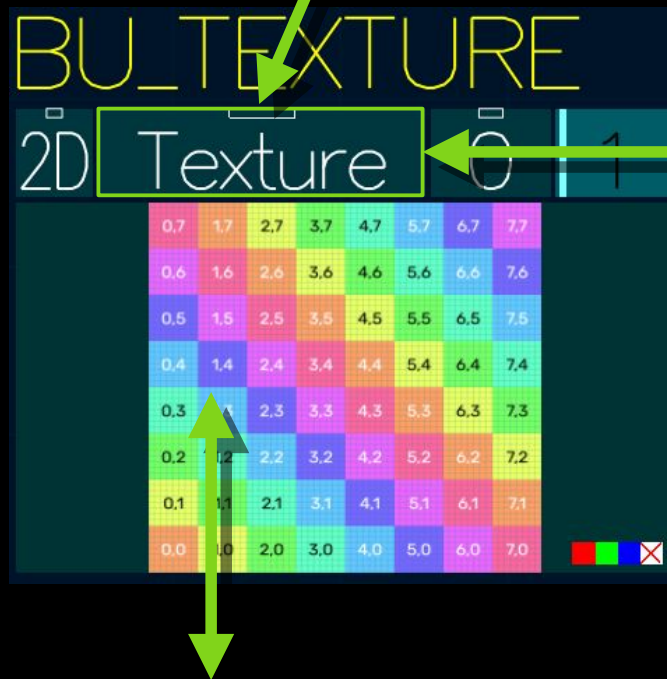 BU_TEXTURE
2D Texture 0 1
0,7 1,7 2,7 3,7 4,7 5,7 6,7 7,7
0,6 1,6 2,6 3,6 4,6 5,6 6,6 7,6
0,5 1,5 2,5 3,5 4,5 5,5 6,5 7,5
0,4 1,4 2,4 3,4 4,4 5,4 6,4 7,4
0,3 2,3 3,3 4,3 5,3 6,3 7,3
0,2 2,2 3,2 4,2 5,2 6,2 7,2
0,1 2,1 3,1 4,1 5,1 6,1 7,1
0,0 2,0 3,0 4,0 5,0 6,0 7,0